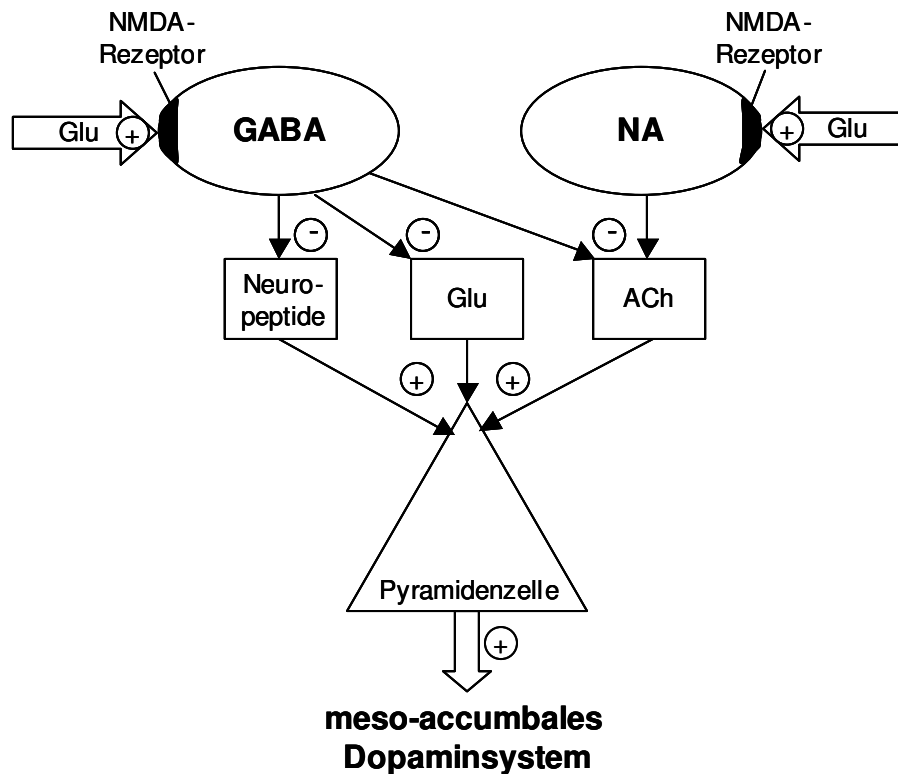 NMDA-
Rezeptor
NMDA-
Rezeptor
Glu +
GABA
NA
+ Glu
-
-
-
Neuro-
peptide
Glu
ACh
+
+
Pyramidenzelle
+
meso-accumbales
Dopaminsystem